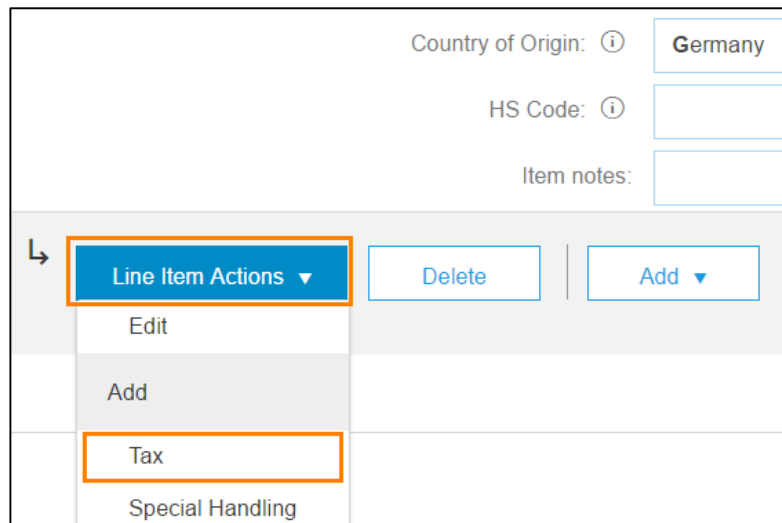 Country of Origin: Germany
HS Code:
Item notes:
Line Item Actions Delete Add
Edit
Add
Tax
Special Handling